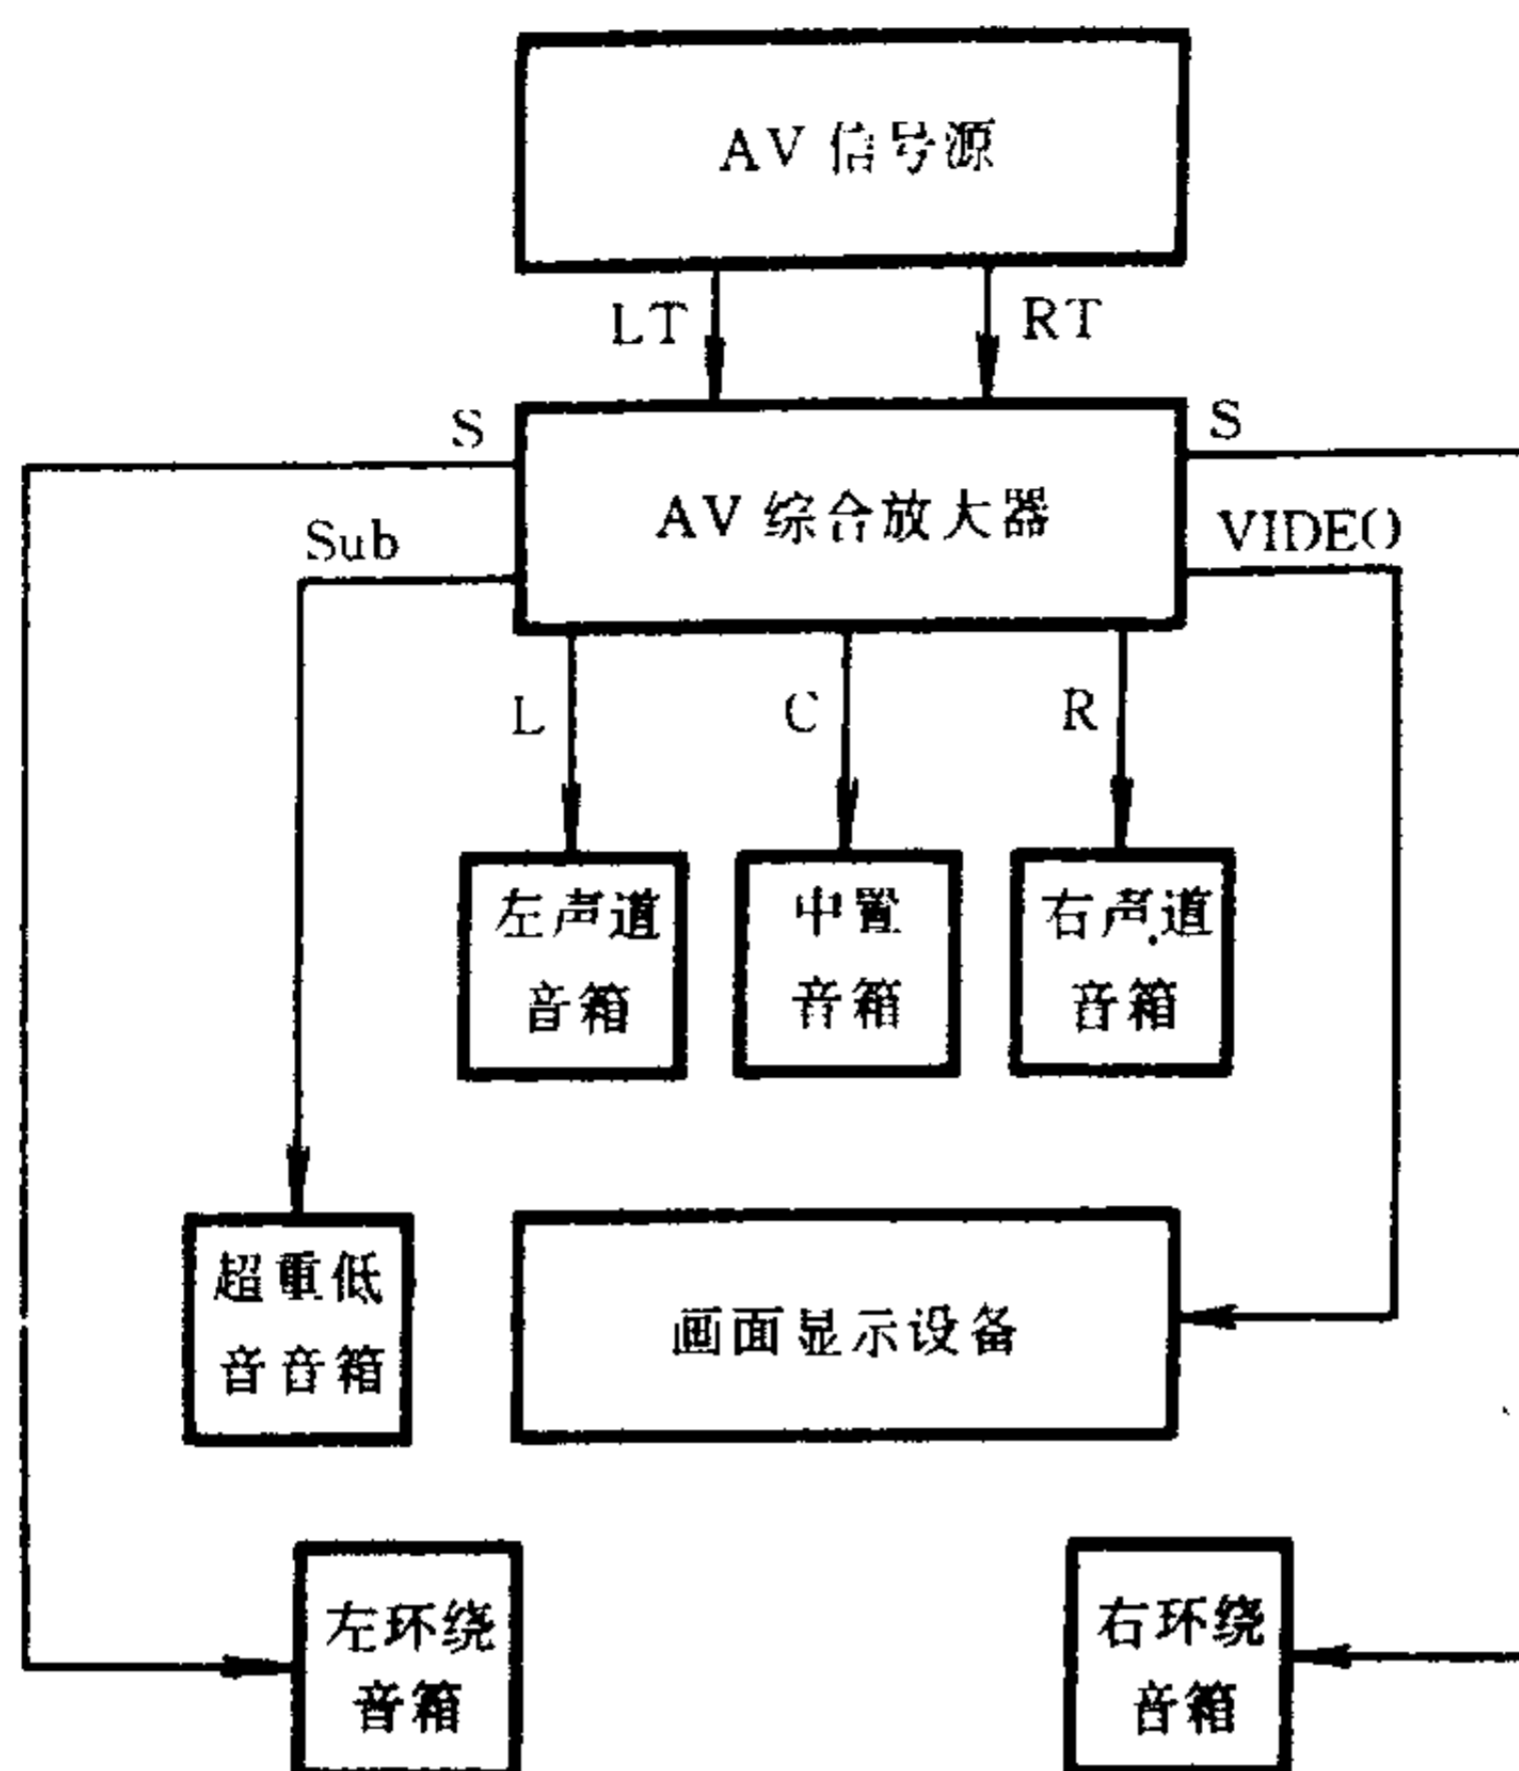 AV 信号源
LT
RT
S
S
AV 综合放大器
Sub
VIDEO
L
C
R
左声道
音箱
中置
音箱
右声道
音箱
超重低
音音箱
画面显示设备
左环绕
音箱
右环绕
音箱